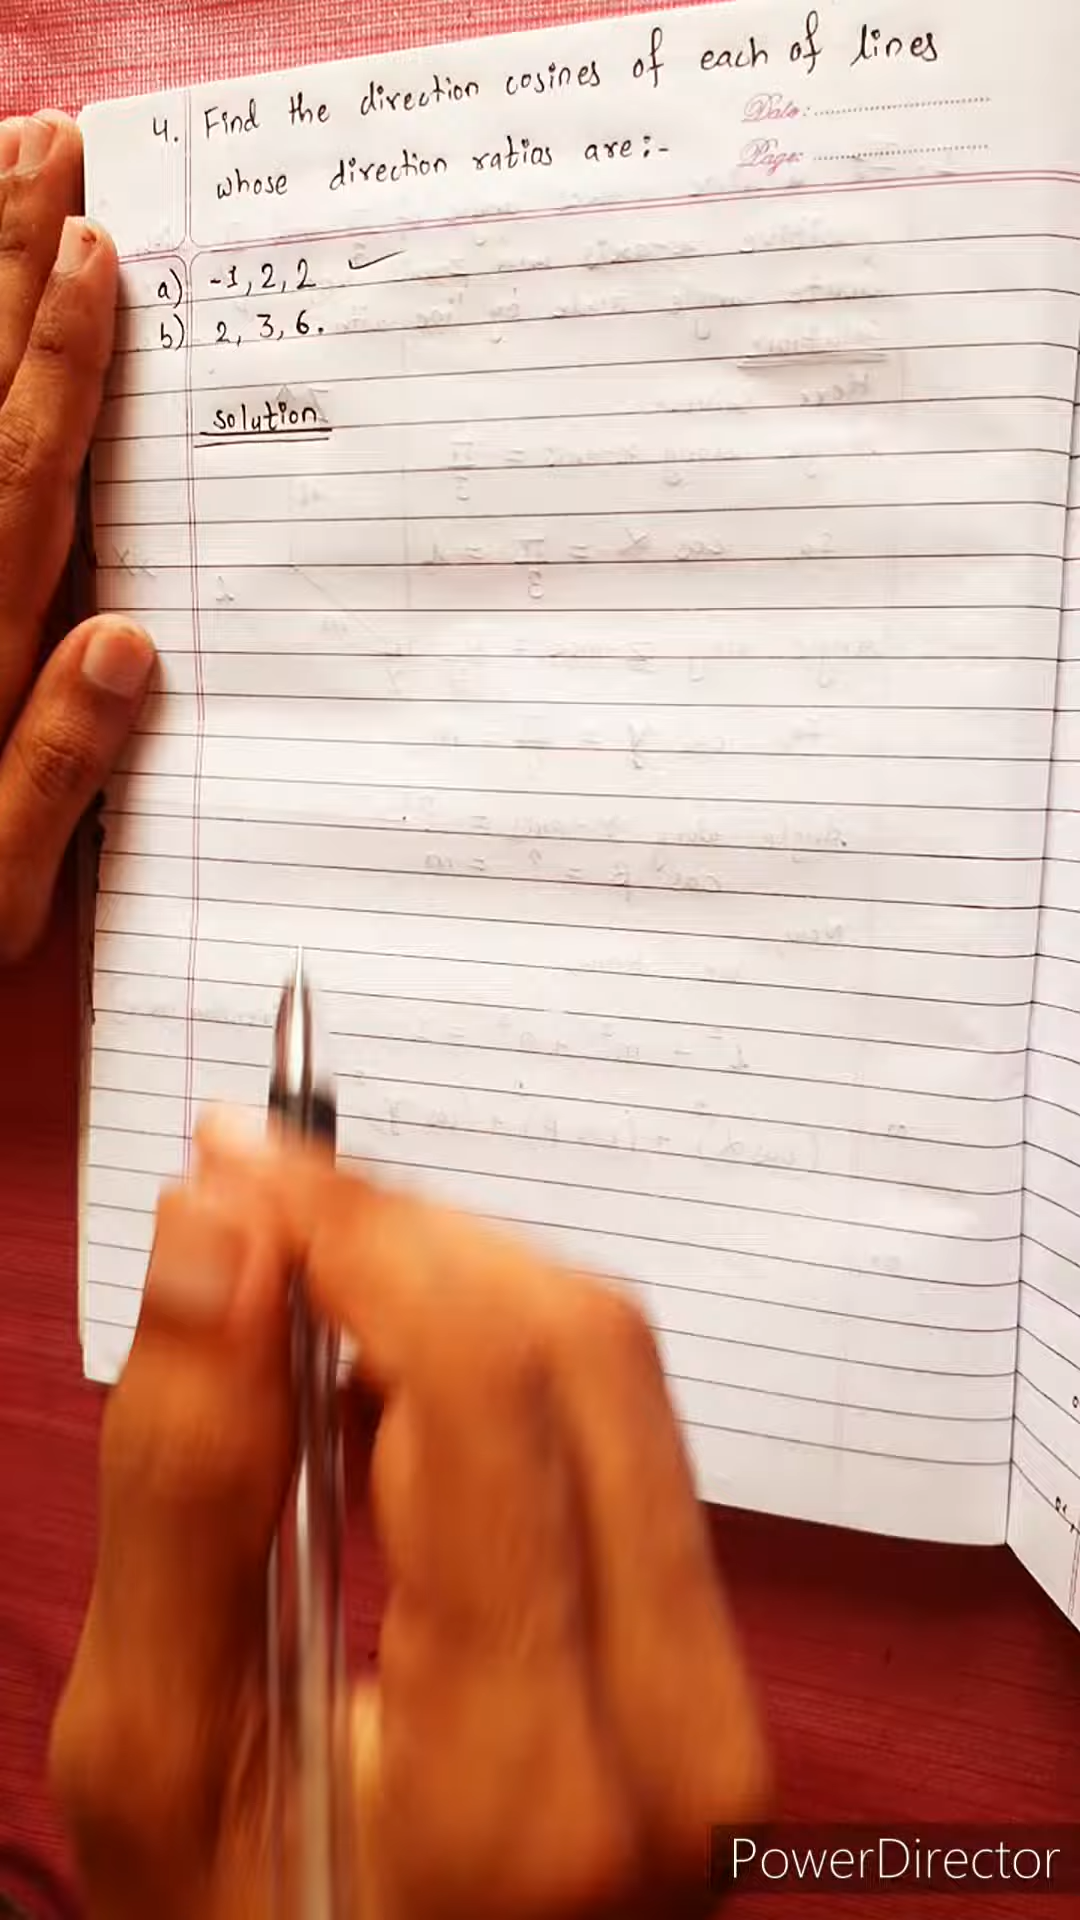 4. Find the direction cosines of each of lines
whose direction ratios are:-
Date:
Page:
a) -1, 2, 2 ✓
b) 2, 3, 6.
solution
PowerDirector